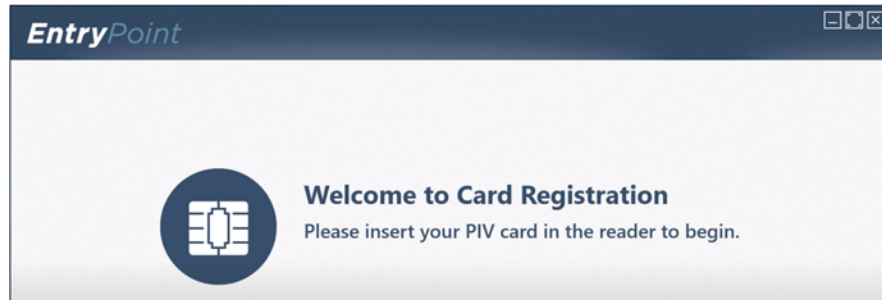 EntryPoint
Welcome to Card Registration
Please insert your PIV card in the reader to begin.